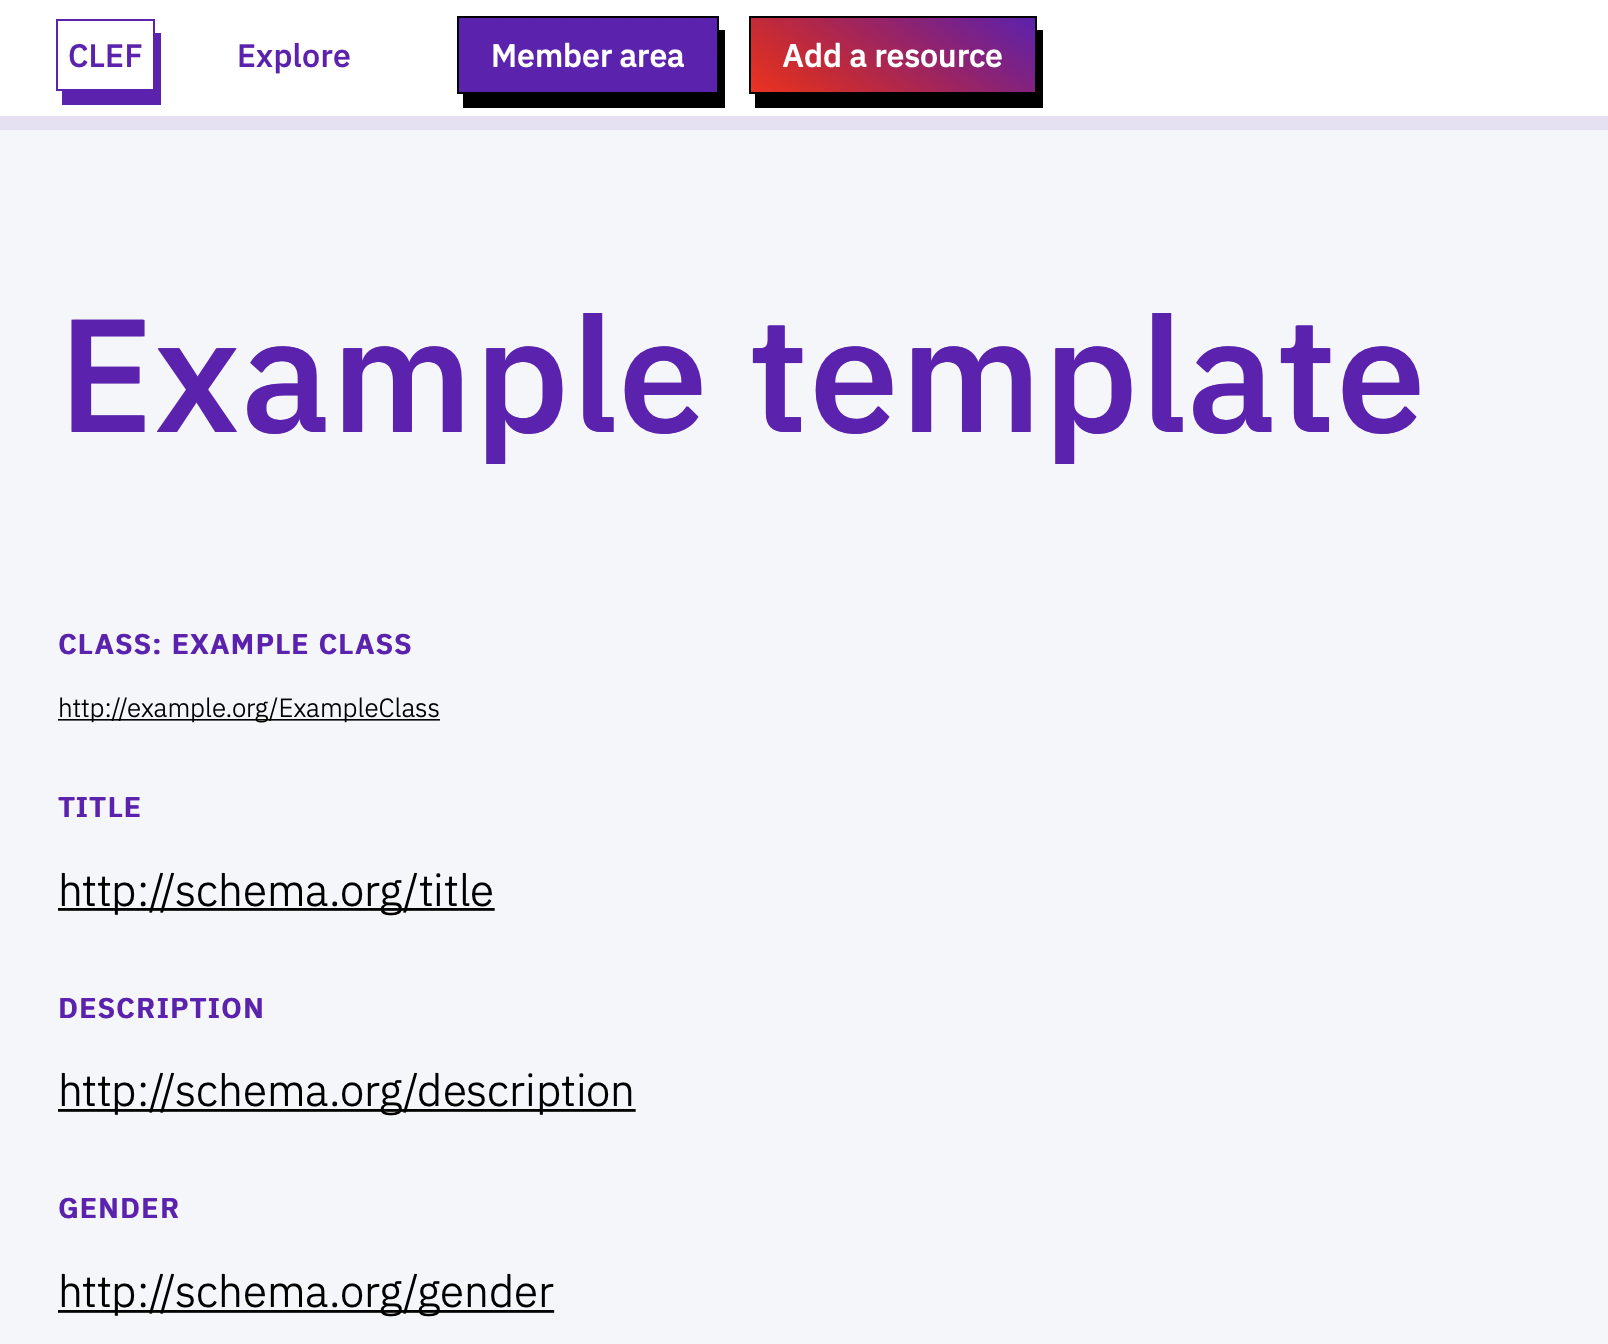 CLEF Explore Member area Add a resource
Example template
CLASS: EXAMPLE CLASS
http://example.org/ExampleClass
TITLE
http://schema.org/title
DESCRIPTION
http://schema.org/description
GENDER
http://schema.org/gender